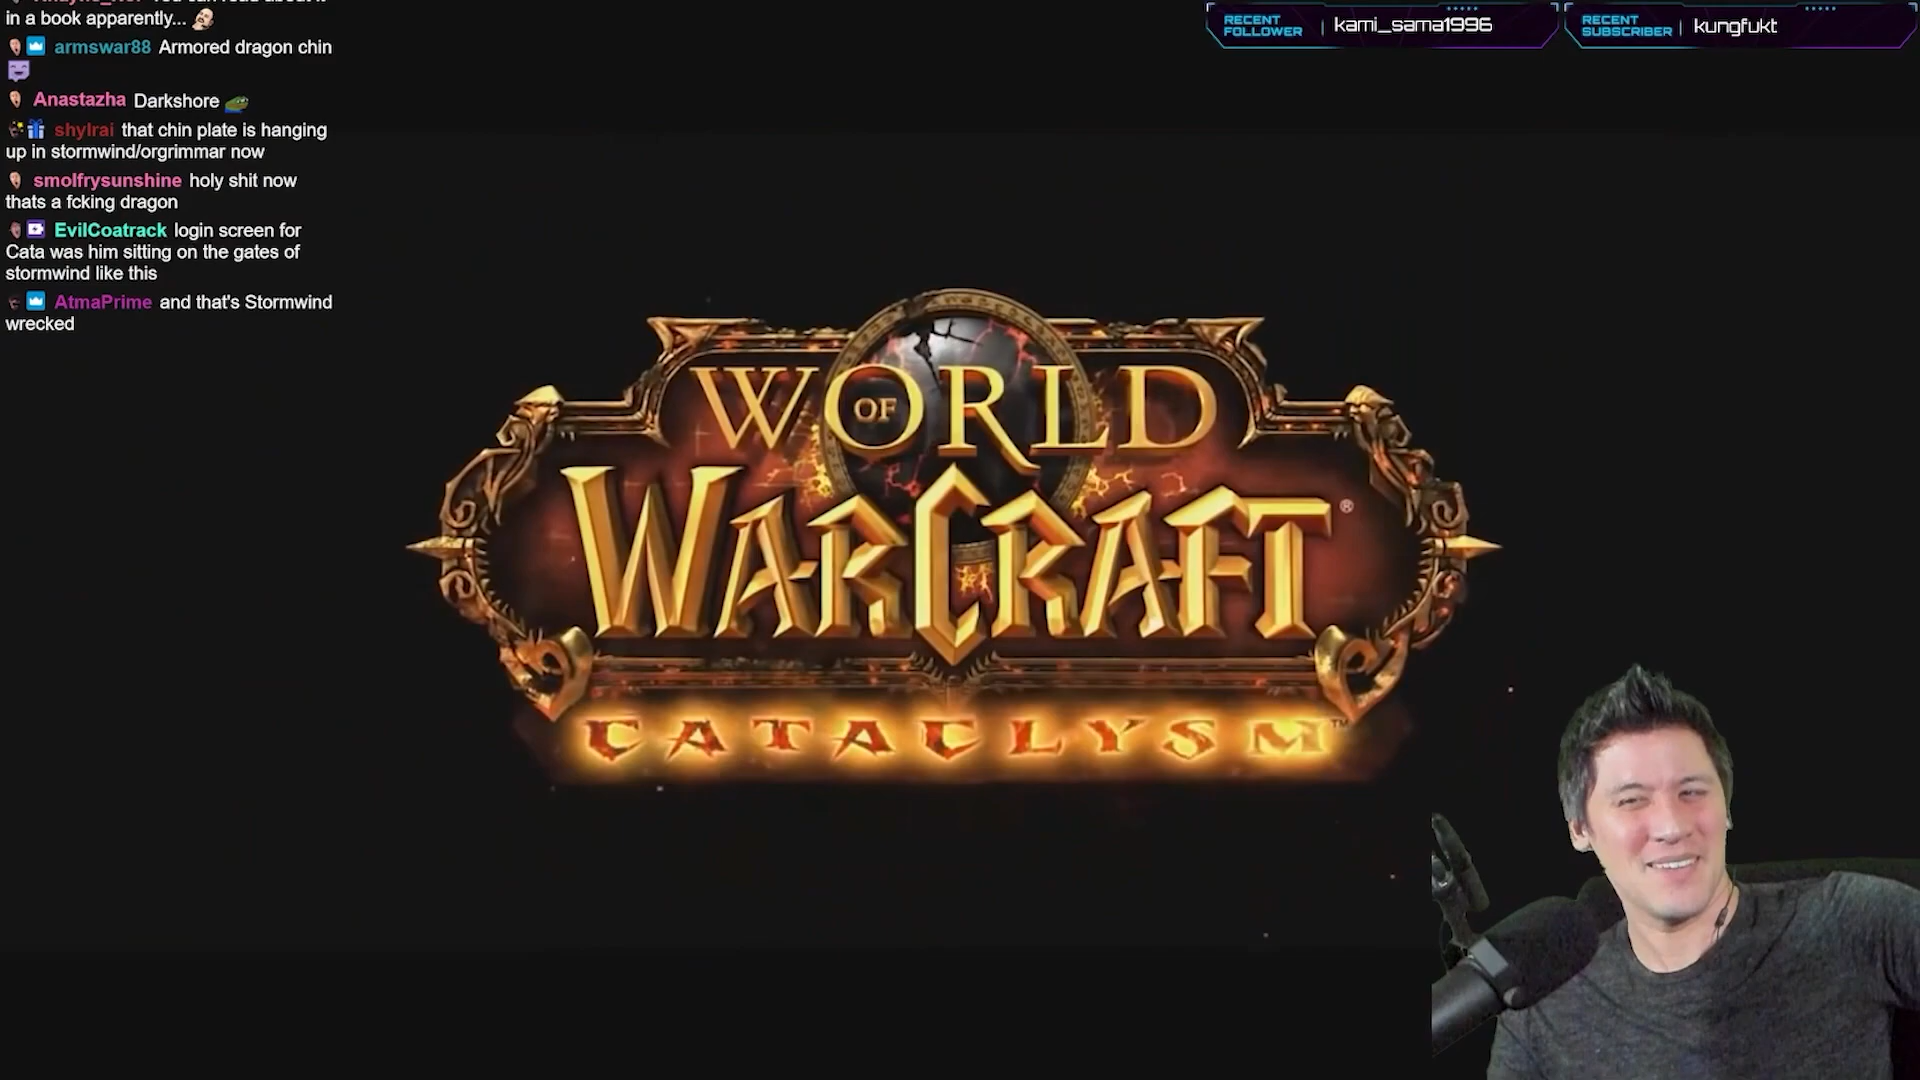 in a book apparently...
armswar88 Armored dragon chin
Anastazha Darkshore
shylrai that chin plate is hanging
up in stormwind/orgrimmar now
smolfrysunshine holy shit now
thats a fcking dragon
EvilCoatrack login screen for
Cata was him sitting on the gates of
stormwind like this
AtmaPrime and that's Stormwind
wrecked
RECENT
FOLLOWER
kami_sama1996
RECENT
SUBSCRIBER
kungfukt
WORLD
OF
WARCRAFT®
CATACLYSM™